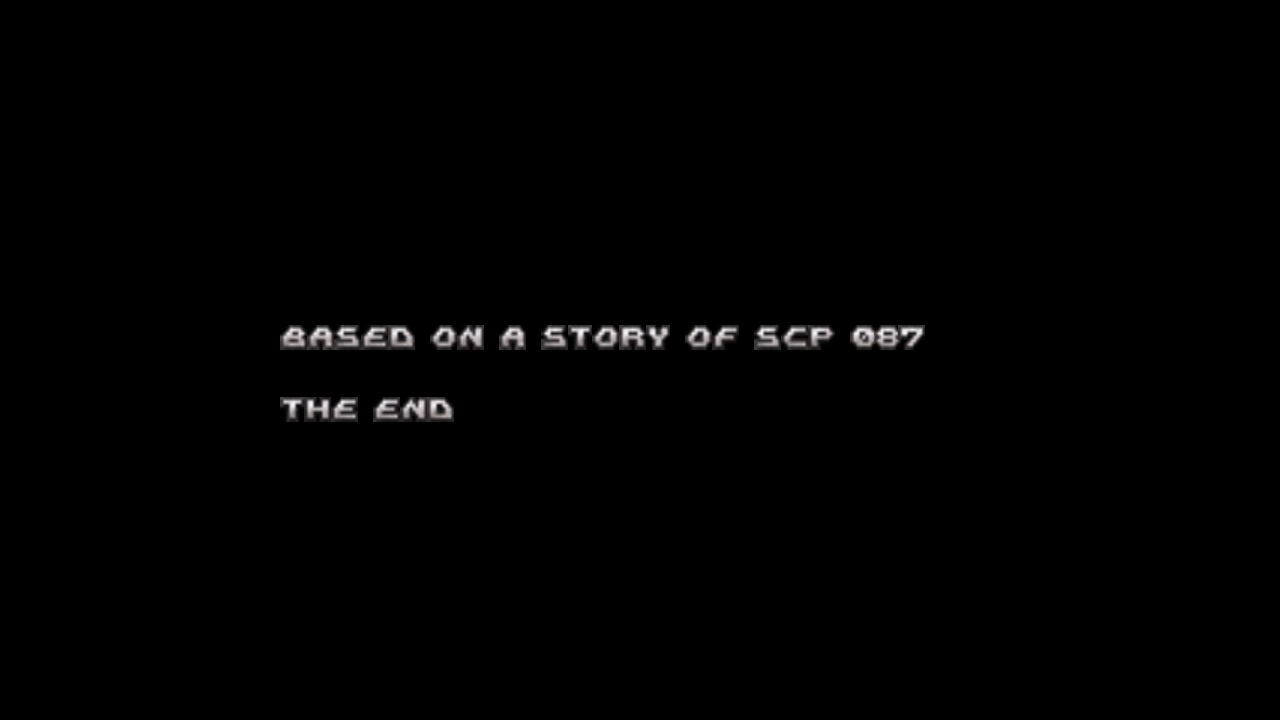 BASED ON A STORY OF SCP 087
THE END